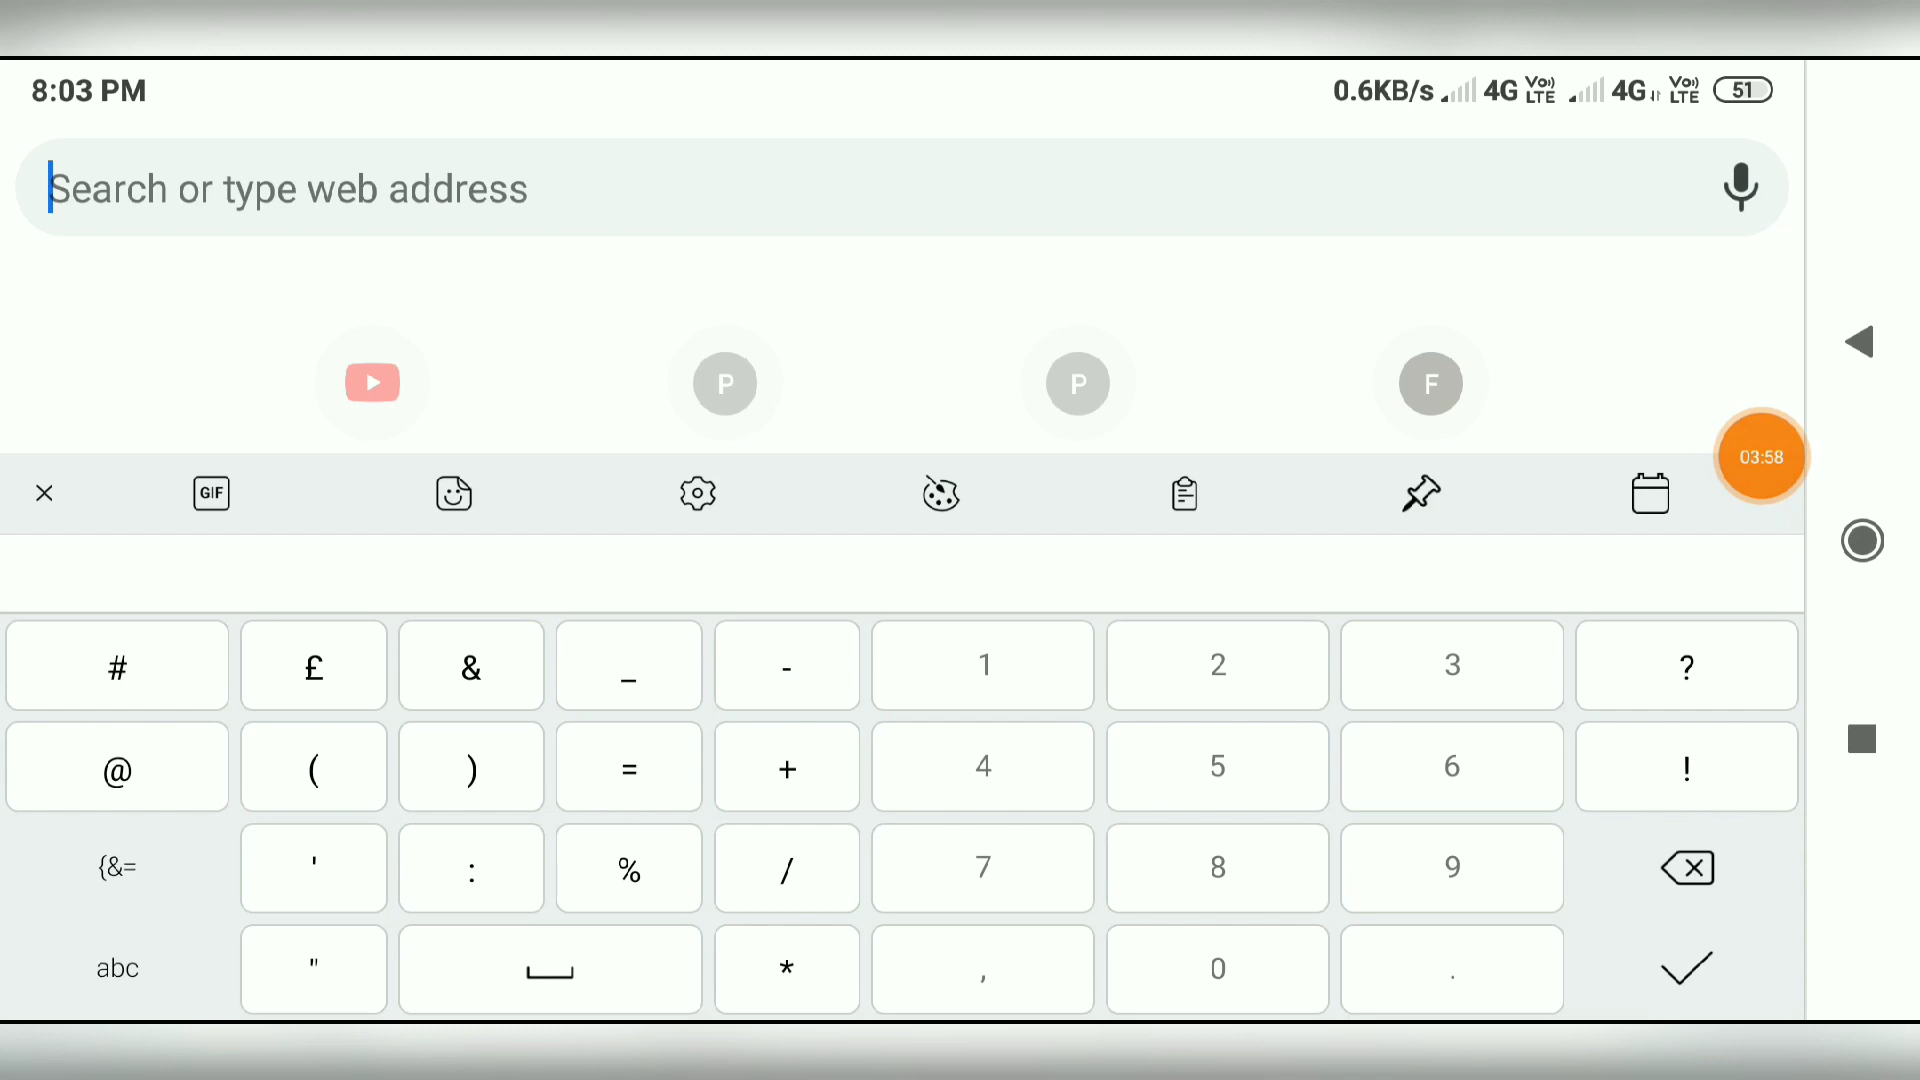 8:03 PM 0.6KB/s 4G Vo)) LTE 4G Vo)) LTE 51
Search or type web address
P P F
03:58
GIF
# £ & _ - 1 2 3 ?
@ ( ) = + 4 5 6 !
{&= ' : % / 7 8 9
abc " * , 0 .